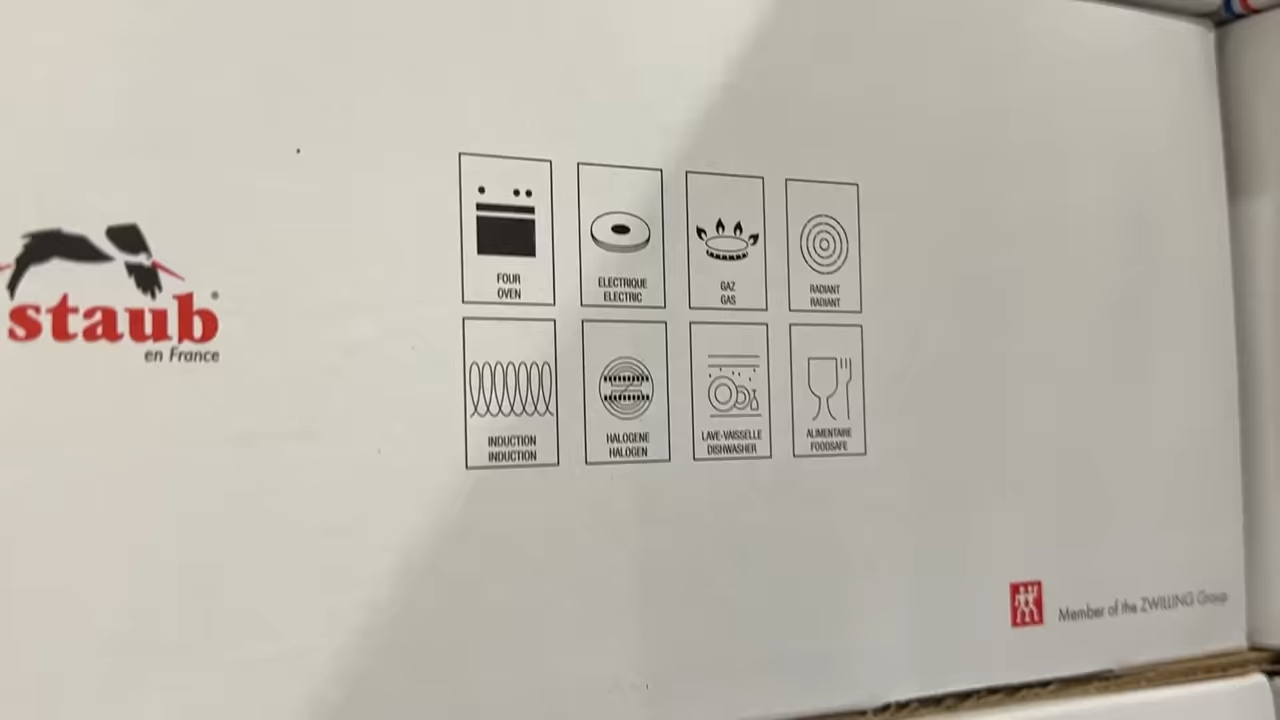 staub
en France
FOUR
OVEN
ELECTRIQUE
ELECTRIC
GAZ
GAS
RADIANT
RADIANT
INDUCTION
INDUCTION
HALOGENE
HALOGEN
LAVE-VAISSELLE
DISHWASHER
ALIMENTAIRE
FOODSAFE
Member of the ZWILLING Group